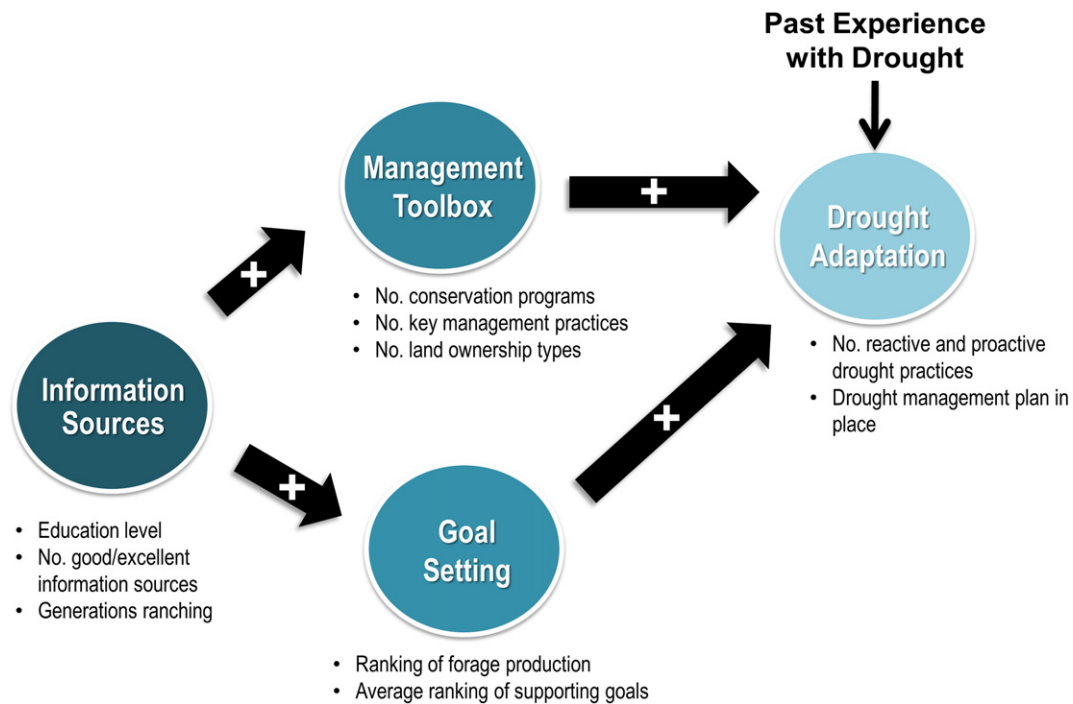 Past Experience
with Drought
Management
Toolbox
+
Drought
Adaptation
+
• No. conservation programs
• No. key management practices
• No. land ownership types
Information
Sources
• No. reactive and proactive
drought practices
• Drought management plan in
place
+
+
Goal
Setting
• Education level
• No. good/excellent
information sources
• Generations ranching
• Ranking of forage production
• Average ranking of supporting goals